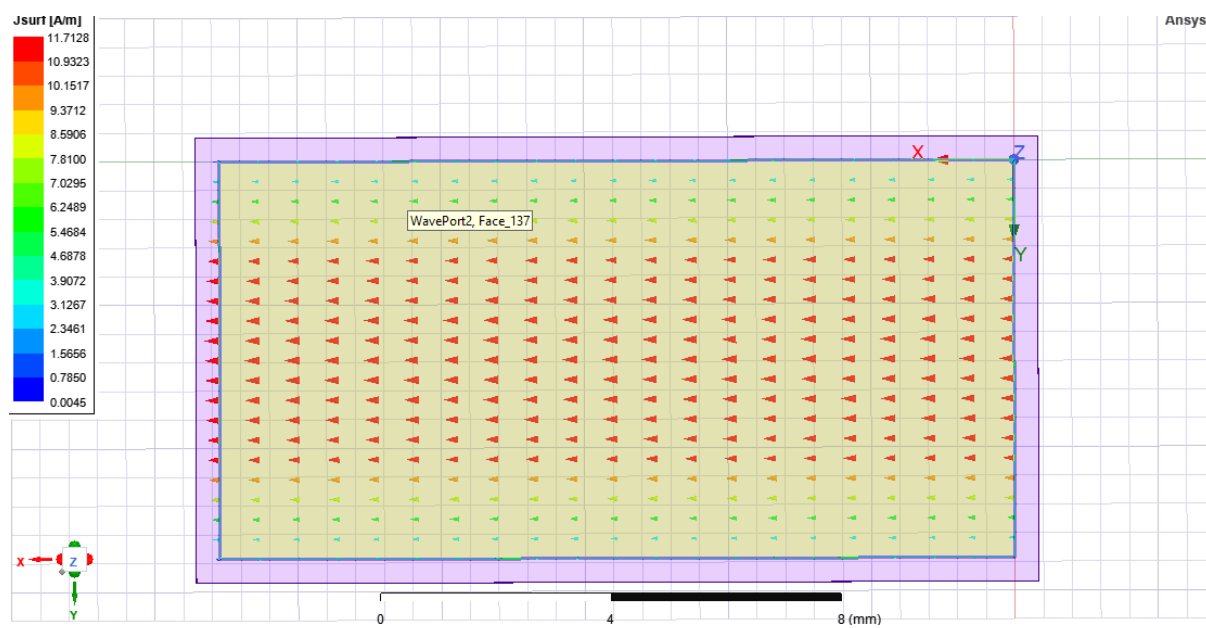 Jsurf [A/m]
Ansys
11.7128
10.9323
10.1517
9.3712
8.5906
7.8100
7.0295
6.2489
5.4684
4.6878
3.9072
3.1267
2.3461
1.5656
0.7850
0.0045
X
Z
WavePort2, Face_137
Y
X
Z
Y
0
4
8 (mm)